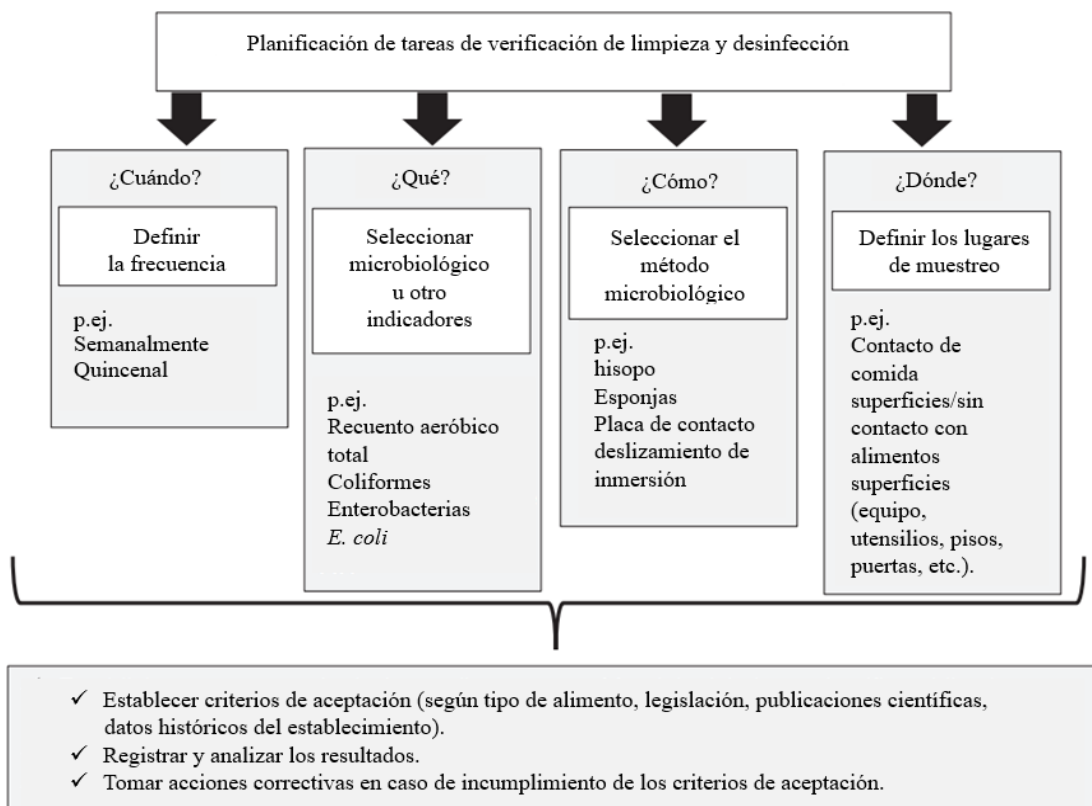 Planificación de tareas de verificación de limpieza y desinfección
¿Cuándo?
Definir
la frecuencia
p.ej.
Semanalmente
Quincenal
¿Qué?
Seleccionar
microbiológico
u otro
indicadores
p.ej.
Recuento aeróbico
total
Coliformes
Enterobacterias
E. coli
¿Cómo?
Seleccionar el
método
microbiológico
p.ej.
hisopo
Esponjas
Placa de contacto
deslizamiento de
inmersión
¿Dónde?
Definir los lugares
de muestreo
p.ej.
Contacto de
comida
superficies/sin
contacto con
alimentos
superficies
(equipo,
utensilios, pisos,
puertas, etc.).
✓ Establecer criterios de aceptación (según tipo de alimento, legislación, publicaciones científicas,
datos históricos del establecimiento).
✓ Registrar y analizar los resultados.
✓ Tomar acciones correctivas en caso de incumplimiento de los criterios de aceptación.